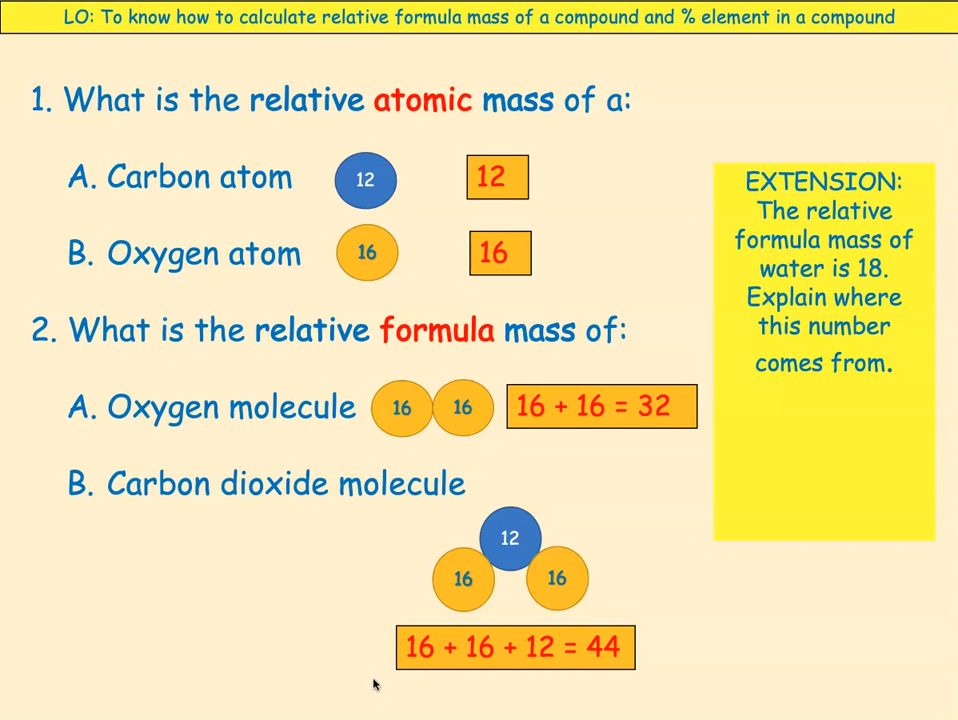 LO: To know how to calculate relative formula mass of a compound and % element in a compound
1. What is the relative atomic mass of a:
A. Carbon atom
12
12
B. Oxygen atom
16
16
2. What is the relative formula mass of:
A. Oxygen molecule
16
16
16 + 16 = 32
B. Carbon dioxide molecule
12
16
16
16 + 16 + 12 = 44
EXTENSION:
The relative
formula mass of
water is 18.
Explain where
this number
comes from.